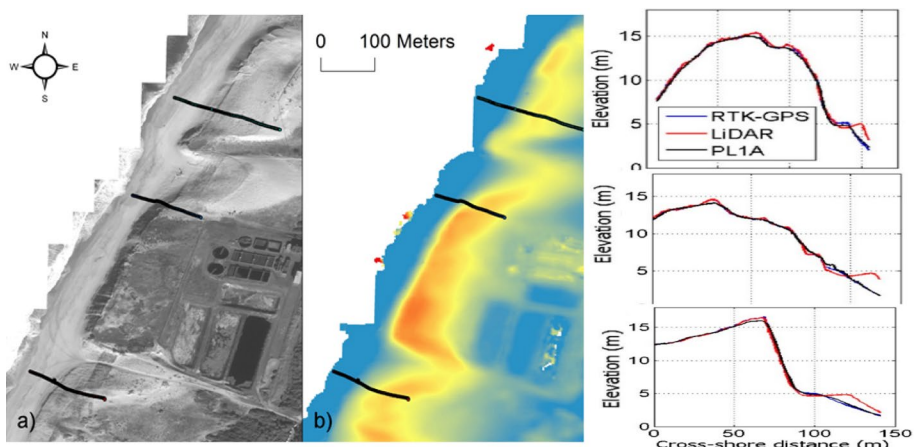 N
W E
S
a)
0 100 Meters
b)
Elevation (m)
15
10
5
0
RTK-GPS
LiDAR
PL1A
Elevation (m)
15
10
5
Elevation (m)
15
10
5
0
0 50 100 150
Cross-shore distance (m)